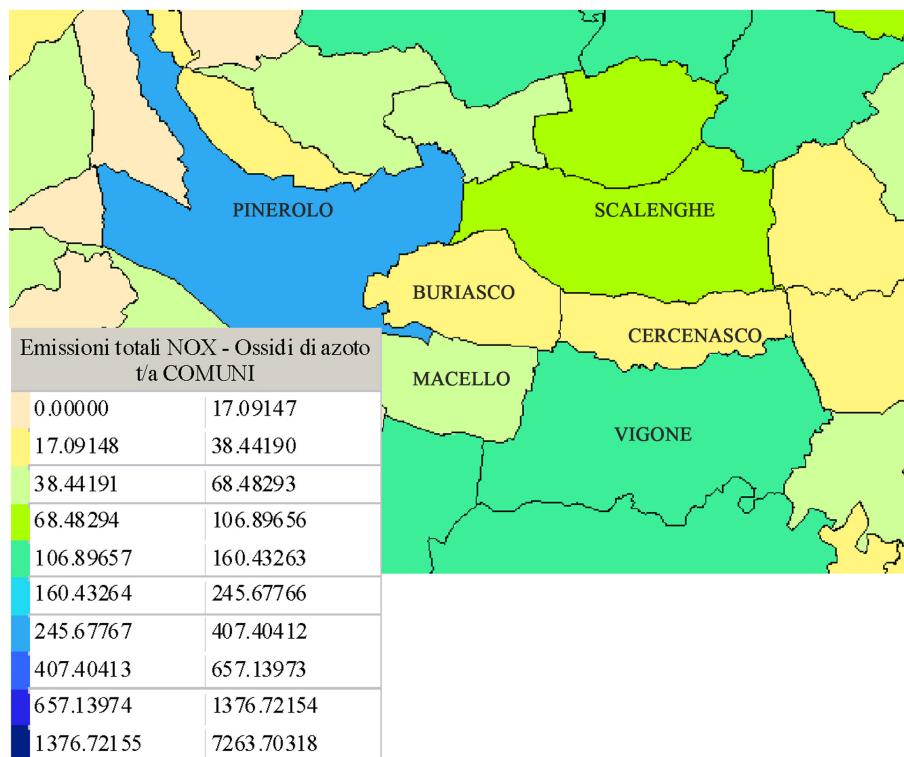 PINEROLO
SCALENGHE
BURIASCO
CERCENASCO
MACELLO
VIGONE
Emissioni totali NOX - Ossidi di azoto
t/a COMUNI
0.00000 17.09147
17.09148 38.44190
38.44191 68.48293
68.48294 106.89656
106.89657 160.43263
160.43264 245.67766
245.67767 407.40412
407.40413 657.13973
657.13974 1376.72154
1376.72155 7263.70318